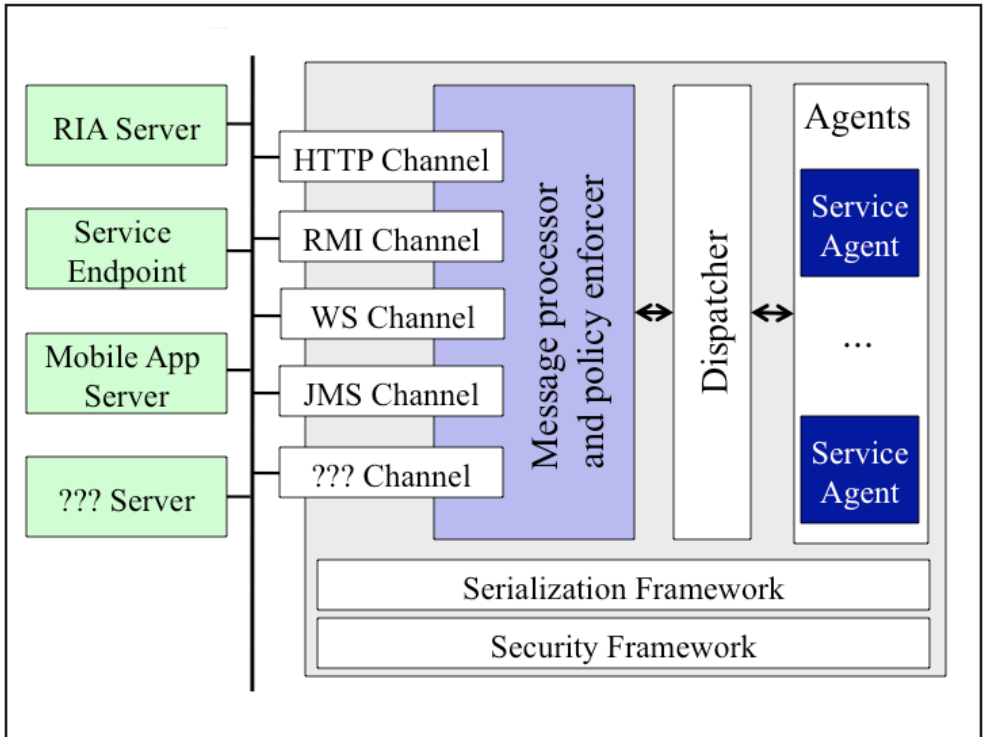 RIA Server
Service
Endpoint
Mobile App
Server
??? Server
HTTP Channel
RMI Channel
WS Channel
JMS Channel
??? Channel
Message processor
and policy enforcer
Dispatcher
Agents
Service
Agent
...
Service
Agent
Serialization Framework
Security Framework